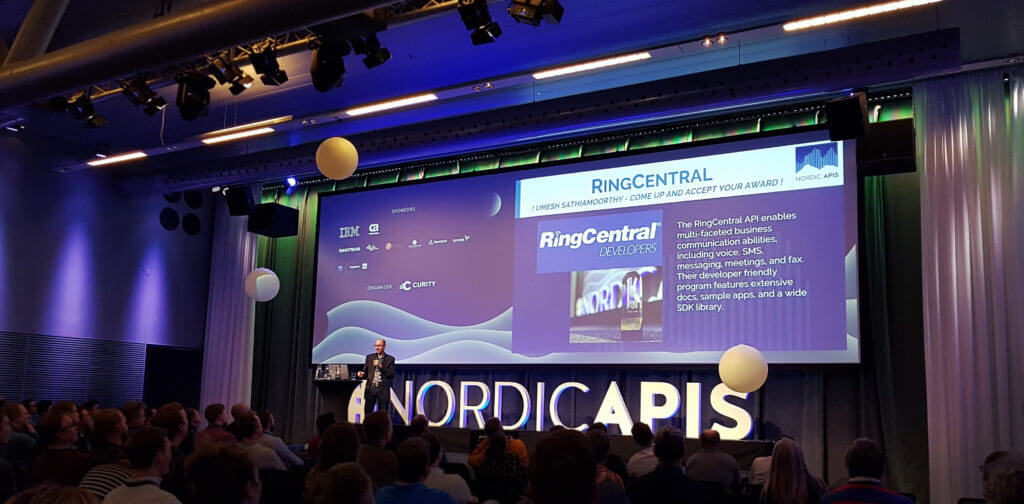 RINGCENTRAL
! UMESH SATHIAMOORTHY - COME UP AND ACCEPT YOUR AWARD !
NORDIC APIS
SPONSORS
IBM
ca
SMARTBEAR
ORGANIZER
CURITY
RingCentral®
DEVELOPERS
NORDIC
The RingCentral API enables
multi-faceted business
communication abilities,
including voice, SMS,
messaging, meetings, and fax.
Their developer friendly
program features extensive
docs, sample apps, and a wide
SDK library.
NORDICAPIS